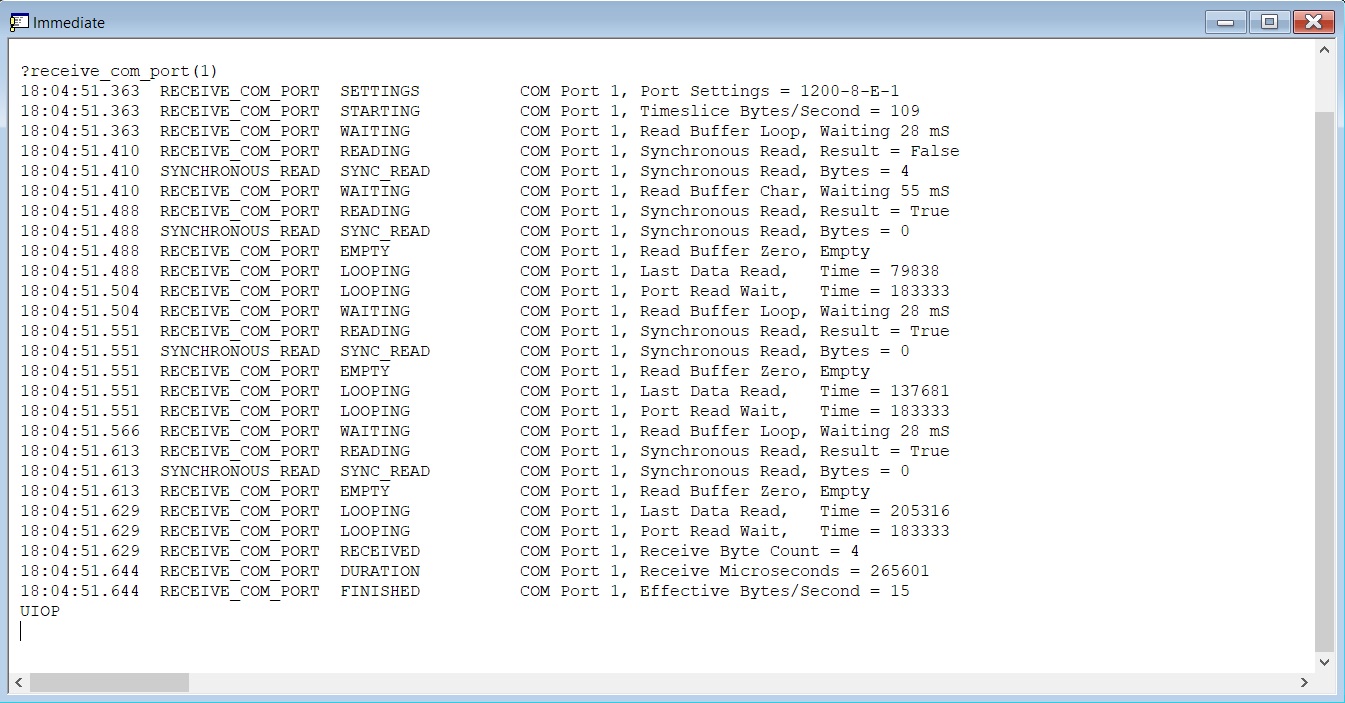 Immediate
?receive_com_port(1)
18:04:51.363  RECEIVE_COM_PORT  SETTINGS          COM Port 1, Port Settings = 1200-8-E-1
18:04:51.363  RECEIVE_COM_PORT  STARTING          COM Port 1, Timeslice Bytes/Second = 109
18:04:51.363  RECEIVE_COM_PORT  WAITING           COM Port 1, Read Buffer Loop, Waiting 28 mS
18:04:51.410  RECEIVE_COM_PORT  READING           COM Port 1, Synchronous Read, Result = False
18:04:51.410  SYNCHRONOUS_READ  SYNC_READ         COM Port 1, Synchronous Read, Bytes = 4
18:04:51.410  RECEIVE_COM_PORT  WAITING           COM Port 1, Read Buffer Char, Waiting 55 mS
18:04:51.488  RECEIVE_COM_PORT  READING           COM Port 1, Synchronous Read, Result = True
18:04:51.488  SYNCHRONOUS_READ  SYNC_READ         COM Port 1, Synchronous Read, Bytes = 0
18:04:51.488  RECEIVE_COM_PORT  EMPTY             COM Port 1, Read Buffer Zero, Empty
18:04:51.488  RECEIVE_COM_PORT  LOOPING           COM Port 1, Last Data Read,   Time = 79838
18:04:51.504  RECEIVE_COM_PORT  LOOPING           COM Port 1, Port Read Wait,   Time = 183333
18:04:51.504  RECEIVE_COM_PORT  WAITING           COM Port 1, Read Buffer Loop, Waiting 28 mS
18:04:51.551  RECEIVE_COM_PORT  READING           COM Port 1, Synchronous Read, Result = True
18:04:51.551  SYNCHRONOUS_READ  SYNC_READ         COM Port 1, Synchronous Read, Bytes = 0
18:04:51.551  RECEIVE_COM_PORT  EMPTY             COM Port 1, Read Buffer Zero, Empty
18:04:51.551  RECEIVE_COM_PORT  LOOPING           COM Port 1, Last Data Read,   Time = 137681
18:04:51.551  RECEIVE_COM_PORT  LOOPING           COM Port 1, Port Read Wait,   Time = 183333
18:04:51.566  RECEIVE_COM_PORT  WAITING           COM Port 1, Read Buffer Loop, Waiting 28 mS
18:04:51.613  RECEIVE_COM_PORT  READING           COM Port 1, Synchronous Read, Result = True
18:04:51.613  SYNCHRONOUS_READ  SYNC_READ         COM Port 1, Synchronous Read, Bytes = 0
18:04:51.613  RECEIVE_COM_PORT  EMPTY             COM Port 1, Read Buffer Zero, Empty
18:04:51.629  RECEIVE_COM_PORT  LOOPING           COM Port 1, Last Data Read,   Time = 205316
18:04:51.629  RECEIVE_COM_PORT  LOOPING           COM Port 1, Port Read Wait,   Time = 183333
18:04:51.629  RECEIVE_COM_PORT  RECEIVED          COM Port 1, Receive Byte Count = 4
18:04:51.644  RECEIVE_COM_PORT  DURATION          COM Port 1, Receive Microseconds = 265601
18:04:51.644  RECEIVE_COM_PORT  FINISHED          COM Port 1, Effective Bytes/Second = 15
UIOP